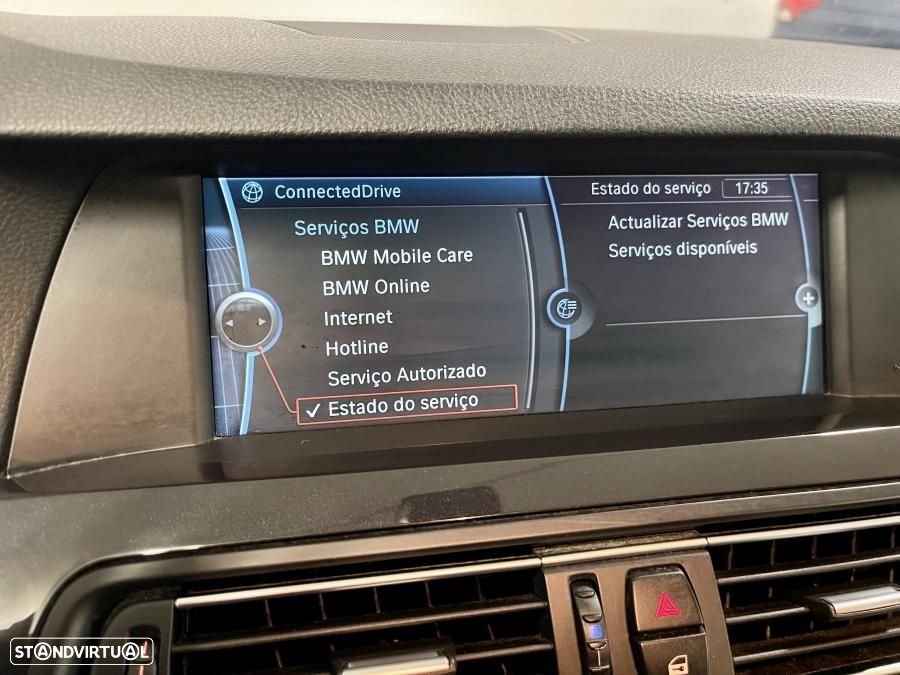 ConnectedDrive
Serviços BMW
BMW Mobile Care
BMW Online
Internet
Hotline
Serviço Autorizado
✓ Estado do serviço
Estado do serviço 17:35
Actualizar Serviços BMW
Serviços disponíveis
STANDVIRTUAL